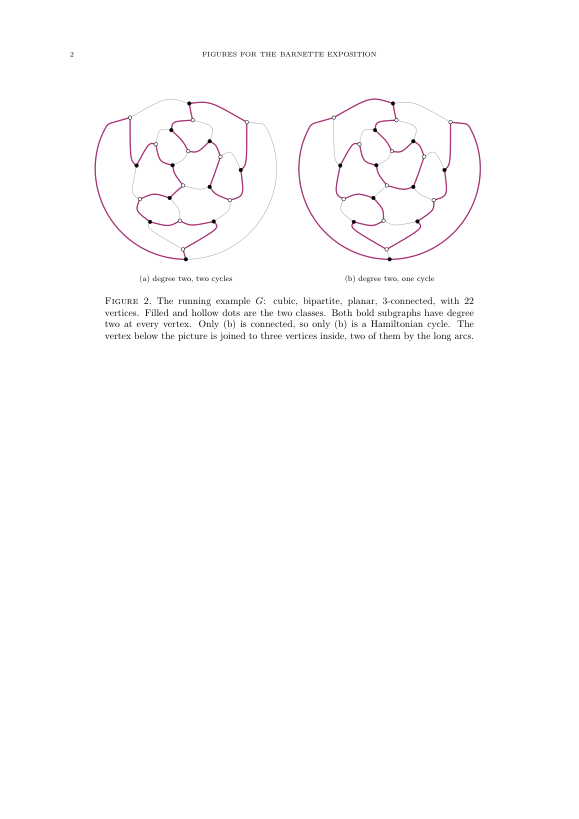 2
FIGURES FOR THE BARNETTE EXPOSITION
(a) degree two, two cycles
(b) degree two, one cycle
FIGURE 2. The running example G: cubic, bipartite, planar, 3-connected, with 22
vertices. Filled and hollow dots are the two classes. Both bold subgraphs have degree
two at every vertex. Only (b) is connected, so only (b) is a Hamiltonian cycle. The
vertex below the picture is joined to three vertices inside, two of them by the long arcs.